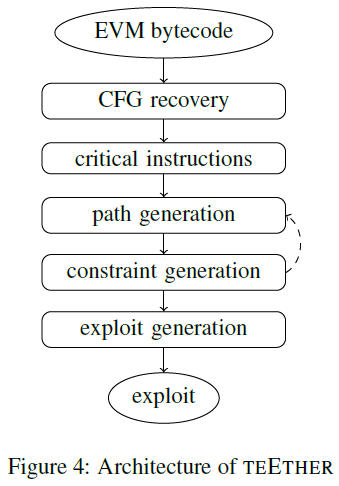 EVM bytecode
CFG recovery
critical instructions
path generation
constraint generation
exploit generation
exploit
Figure 4: Architecture of TEETHER